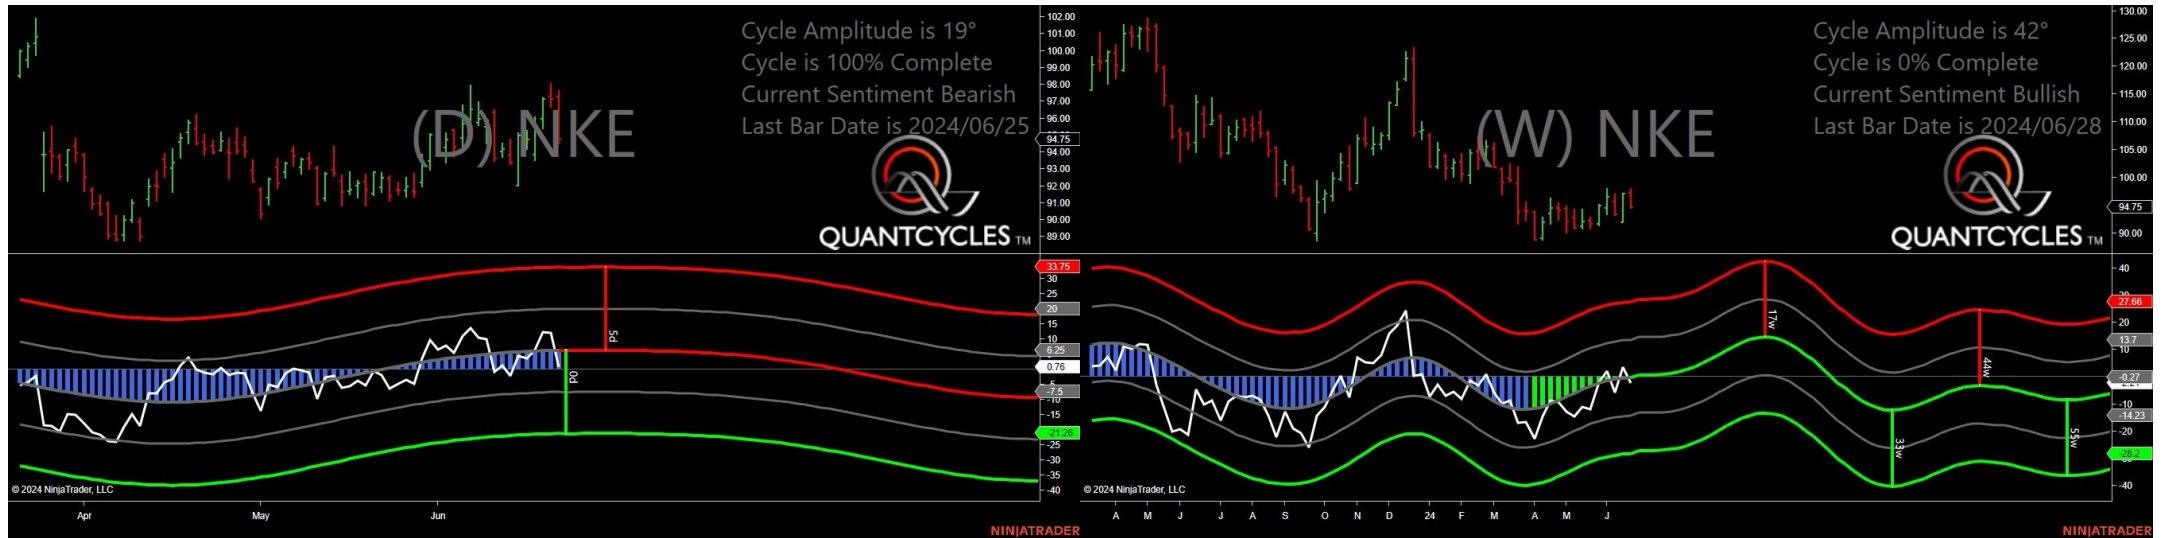 Cycle Amplitude is 19°
Cycle is 100% Complete
Current Sentiment Bearish
Last Bar Date is 2024/06/25
(D) NKE
QUANTCYCLES TM
102.00
101.00
100.00
99.00
98.00
97.00
96.00
94.75
94.00
93.00
92.00
91.00
90.00
89.00
33.75
30
25
20
15
6.25
0.76
-7.5
-10
-15
-21.26
-25
-30
-35
-40
5d
0d
© 2024 NinjaTrader, LLC
Apr May Jun
NINJATRADER
Cycle Amplitude is 42°
Cycle is 0% Complete
Current Sentiment Bullish
Last Bar Date is 2024/06/28
(W) NKE
QUANTCYCLES TM
130.00
125.00
120.00
115.00
110.00
105.00
100.00
94.75
90.00
40
27.66
20
13.7
10
-0.27
-10
-14.23
-20
-28.2
-40
17w
33w
44w
55w
© 2024 NinjaTrader, LLC
A M J J A S O N D 24 F M A M J
NINJATRADER